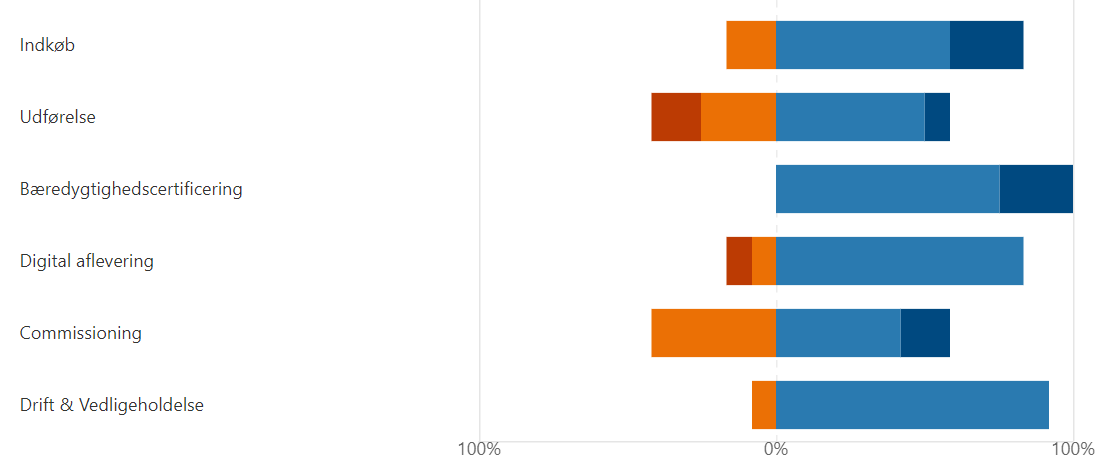 Indkøb
Udførelse
Bæredygtighedscertificering
Digital aflevering
Commissioning
Drift & Vedligeholdelse
100% 0% 100%